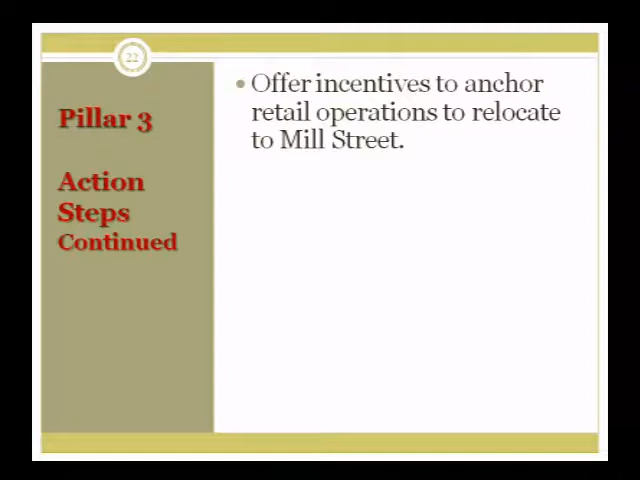 22
Pillar 3
Action
Steps
Continued
• Offer incentives to anchor
retail operations to relocate
to Mill Street.